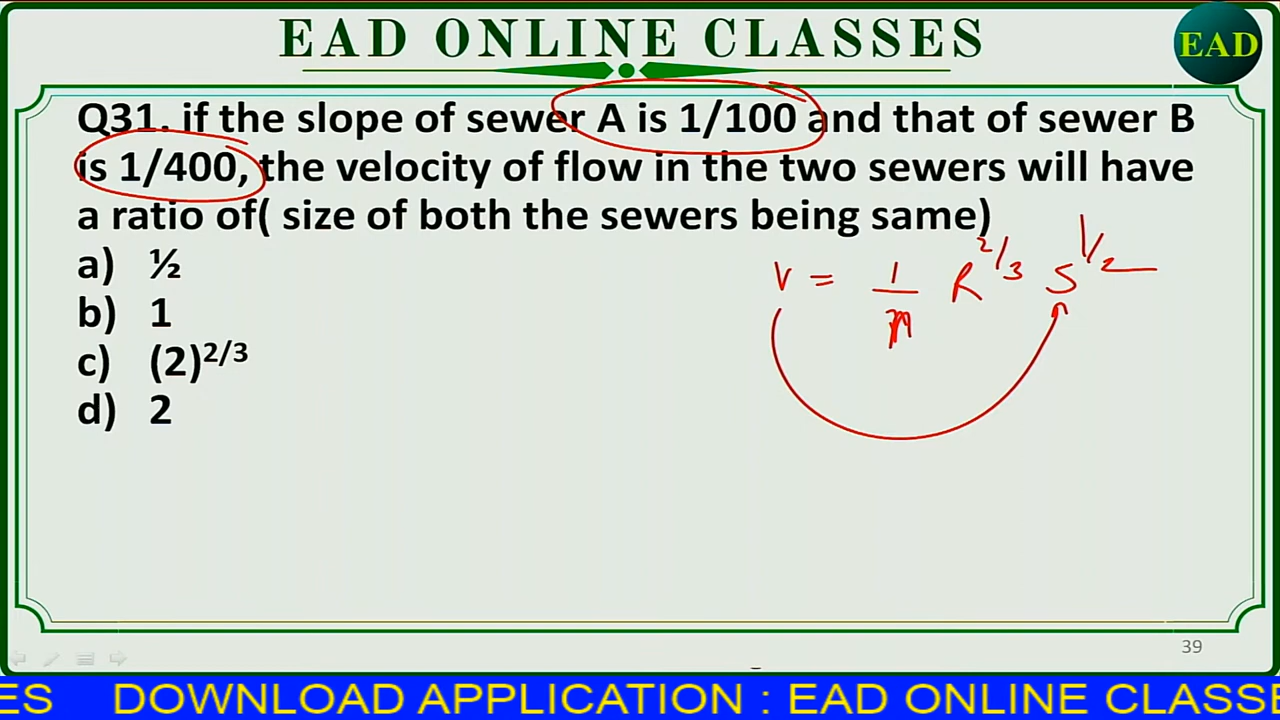 EAD ONLINE CLASSES
EAD
Q31. if the slope of sewer A is 1/100 and that of sewer B
is 1/400, the velocity of flow in the two sewers will have
a ratio of( size of both the sewers being same)
a) ½
b) 1
c) (2)^2/3
d) 2
V = 1/n R^2/3 S^1/2
39
ES DOWNLOAD APPLICATION : EAD ONLINE CLASSE